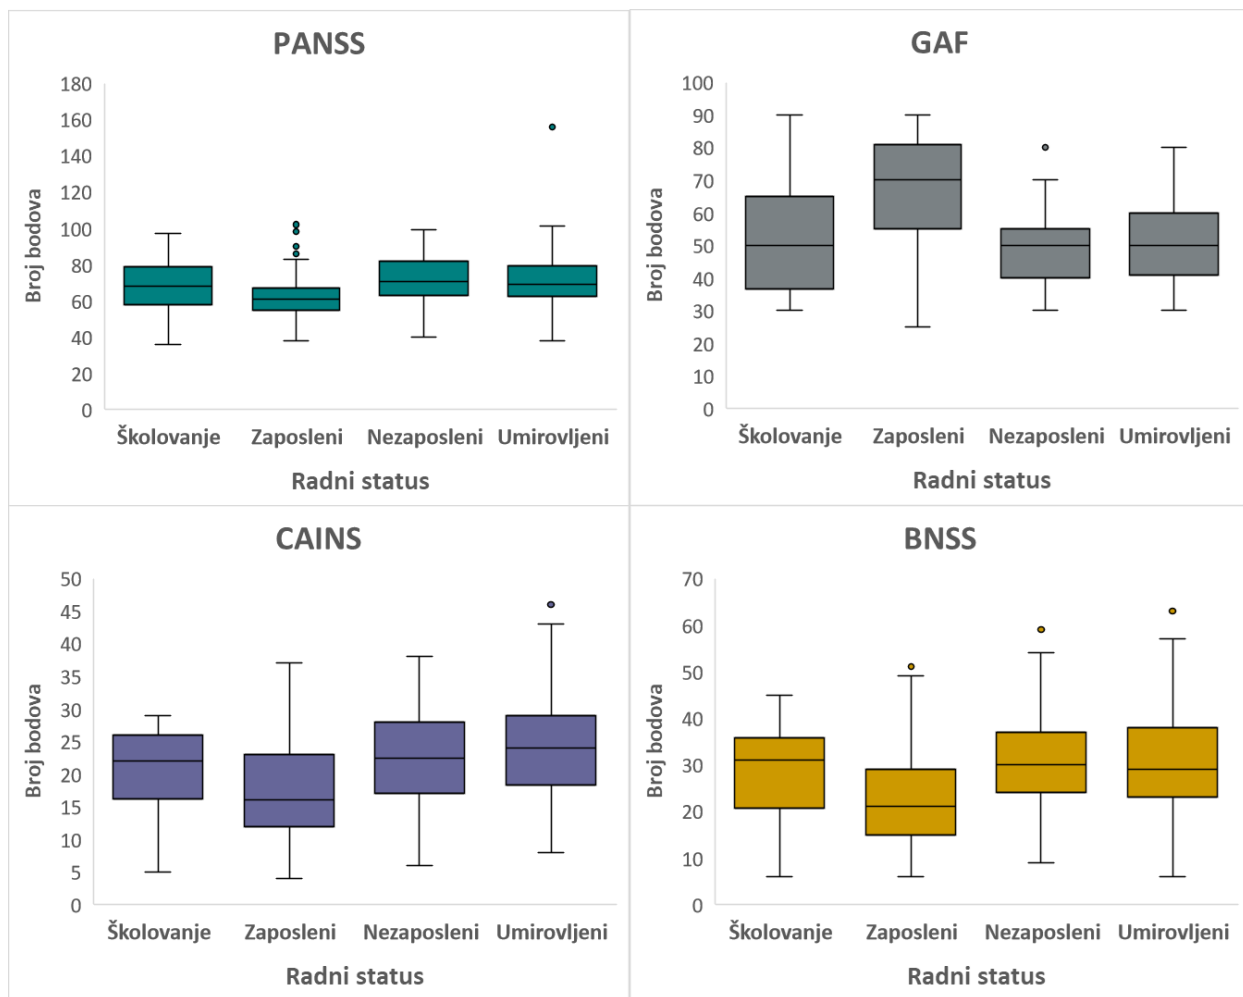 PANSS
Broj bodova
180
160
140
120
100
80
60
40
20
0
Školovanje Zaposleni Nezaposleni Umirovljeni
Radni status
GAF
Broj bodova
100
90
80
70
60
50
40
30
20
10
0
Školovanje Zaposleni Nezaposleni Umirovljeni
Radni status
CAINS
Broj bodova
50
45
40
35
30
25
20
15
10
5
0
Školovanje Zaposleni Nezaposleni Umirovljeni
Radni status
BNSS
Broj bodova
70
60
50
40
30
20
10
0
Školovanje Zaposleni Nezaposleni Umirovljeni
Radni status